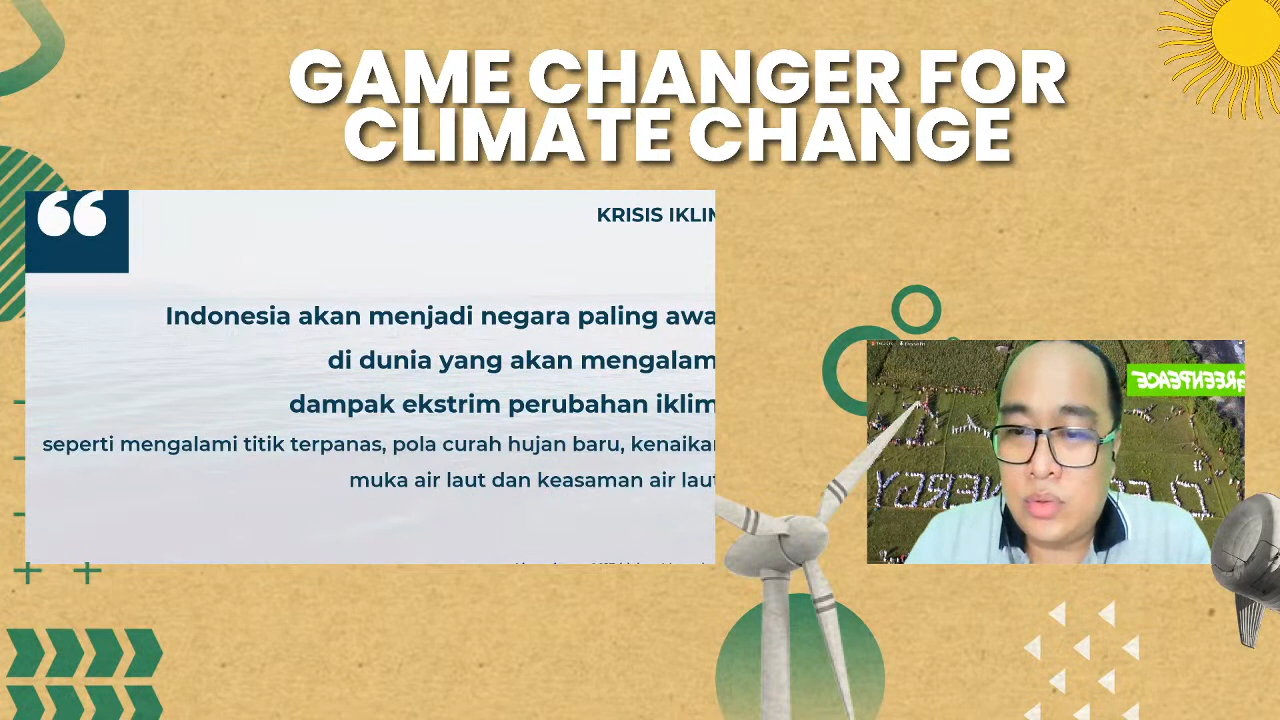 GAME CHANGER FOR
CLIMATE CHANGE
KRISIS IKLIM
Indonesia akan menjadi negara paling awa
di dunia yang akan mengalam
dampak ekstrim perubahan iklim
seperti mengalami titik terpanas, pola curah hujan baru, kenaikan
muka air laut dan keasaman air laut
GREENPEACE